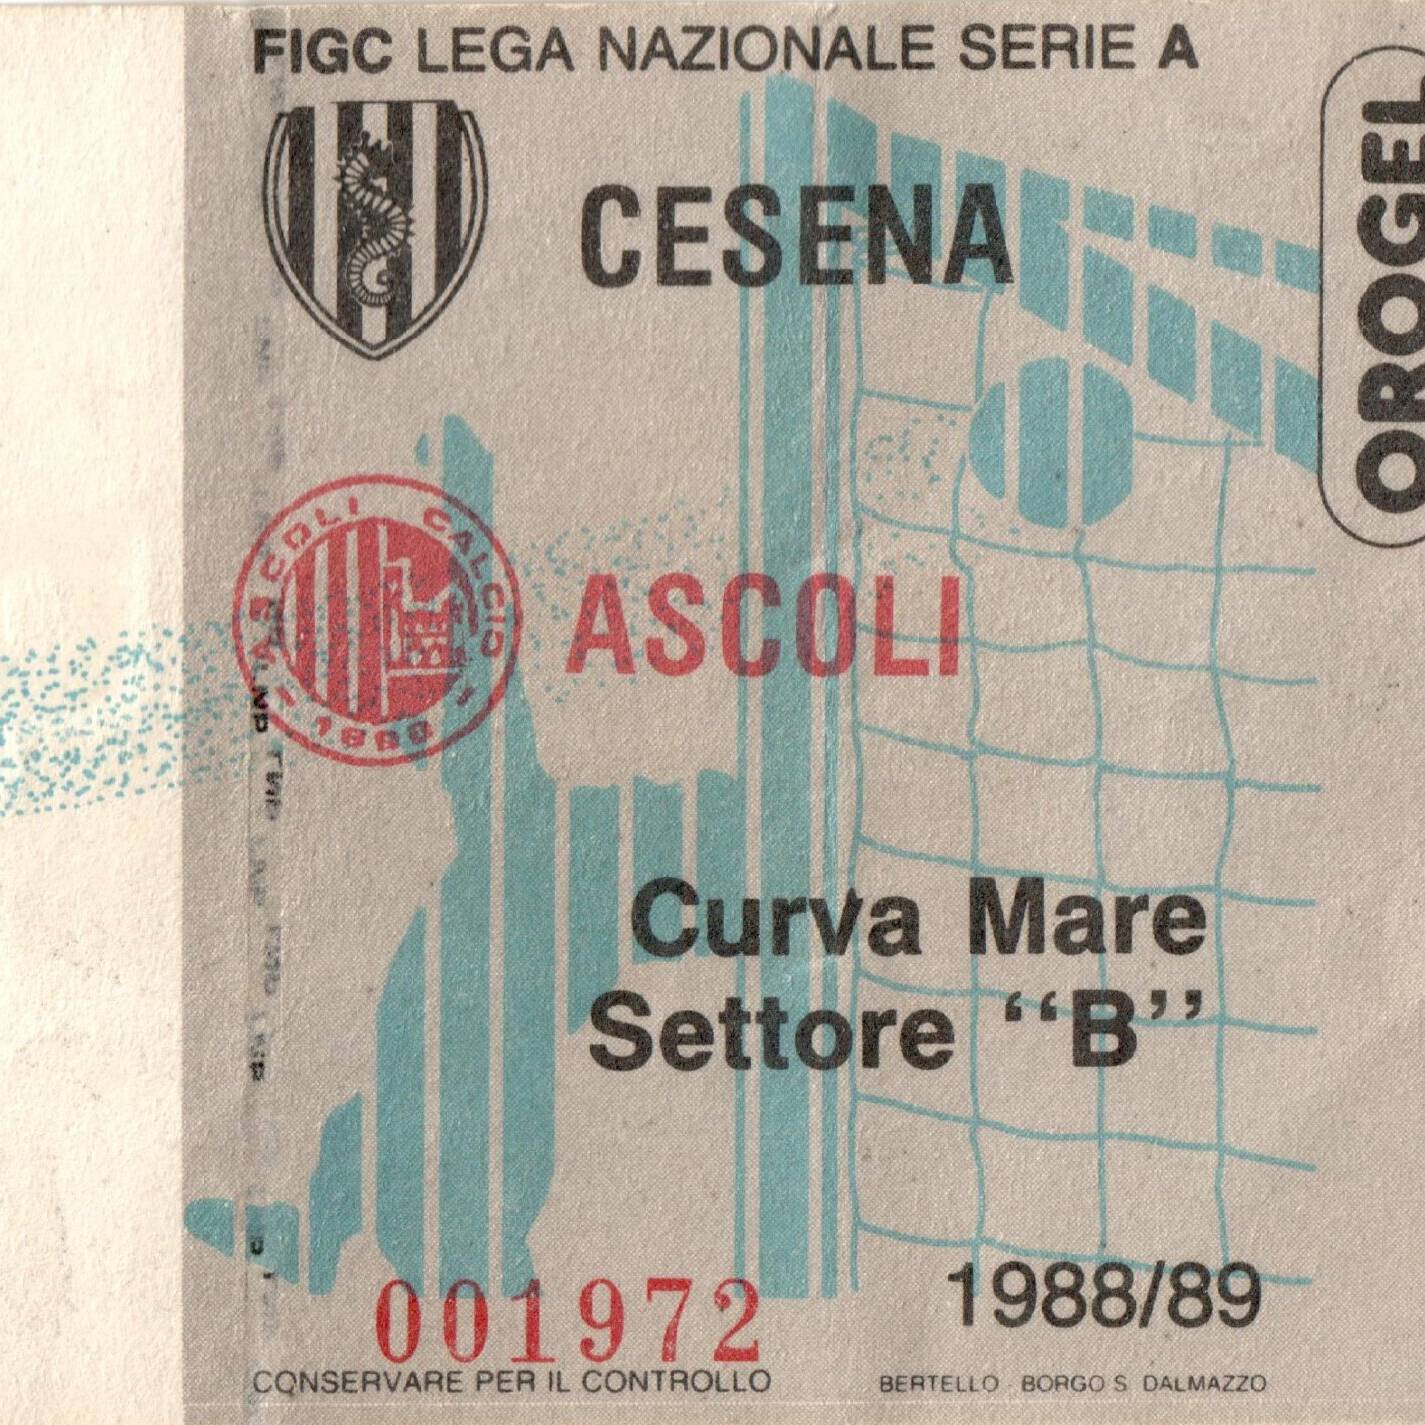 FIGC LEGA NAZIONALE SERIE A
CESENA
OROGEL
ASCOLI CALCIO
1898
ASCOLI
Curva Mare
Settore “B”
001972
1988/89
CONSERVARE PER IL CONTROLLO
BERTELLO - BORGO S. DALMAZZO